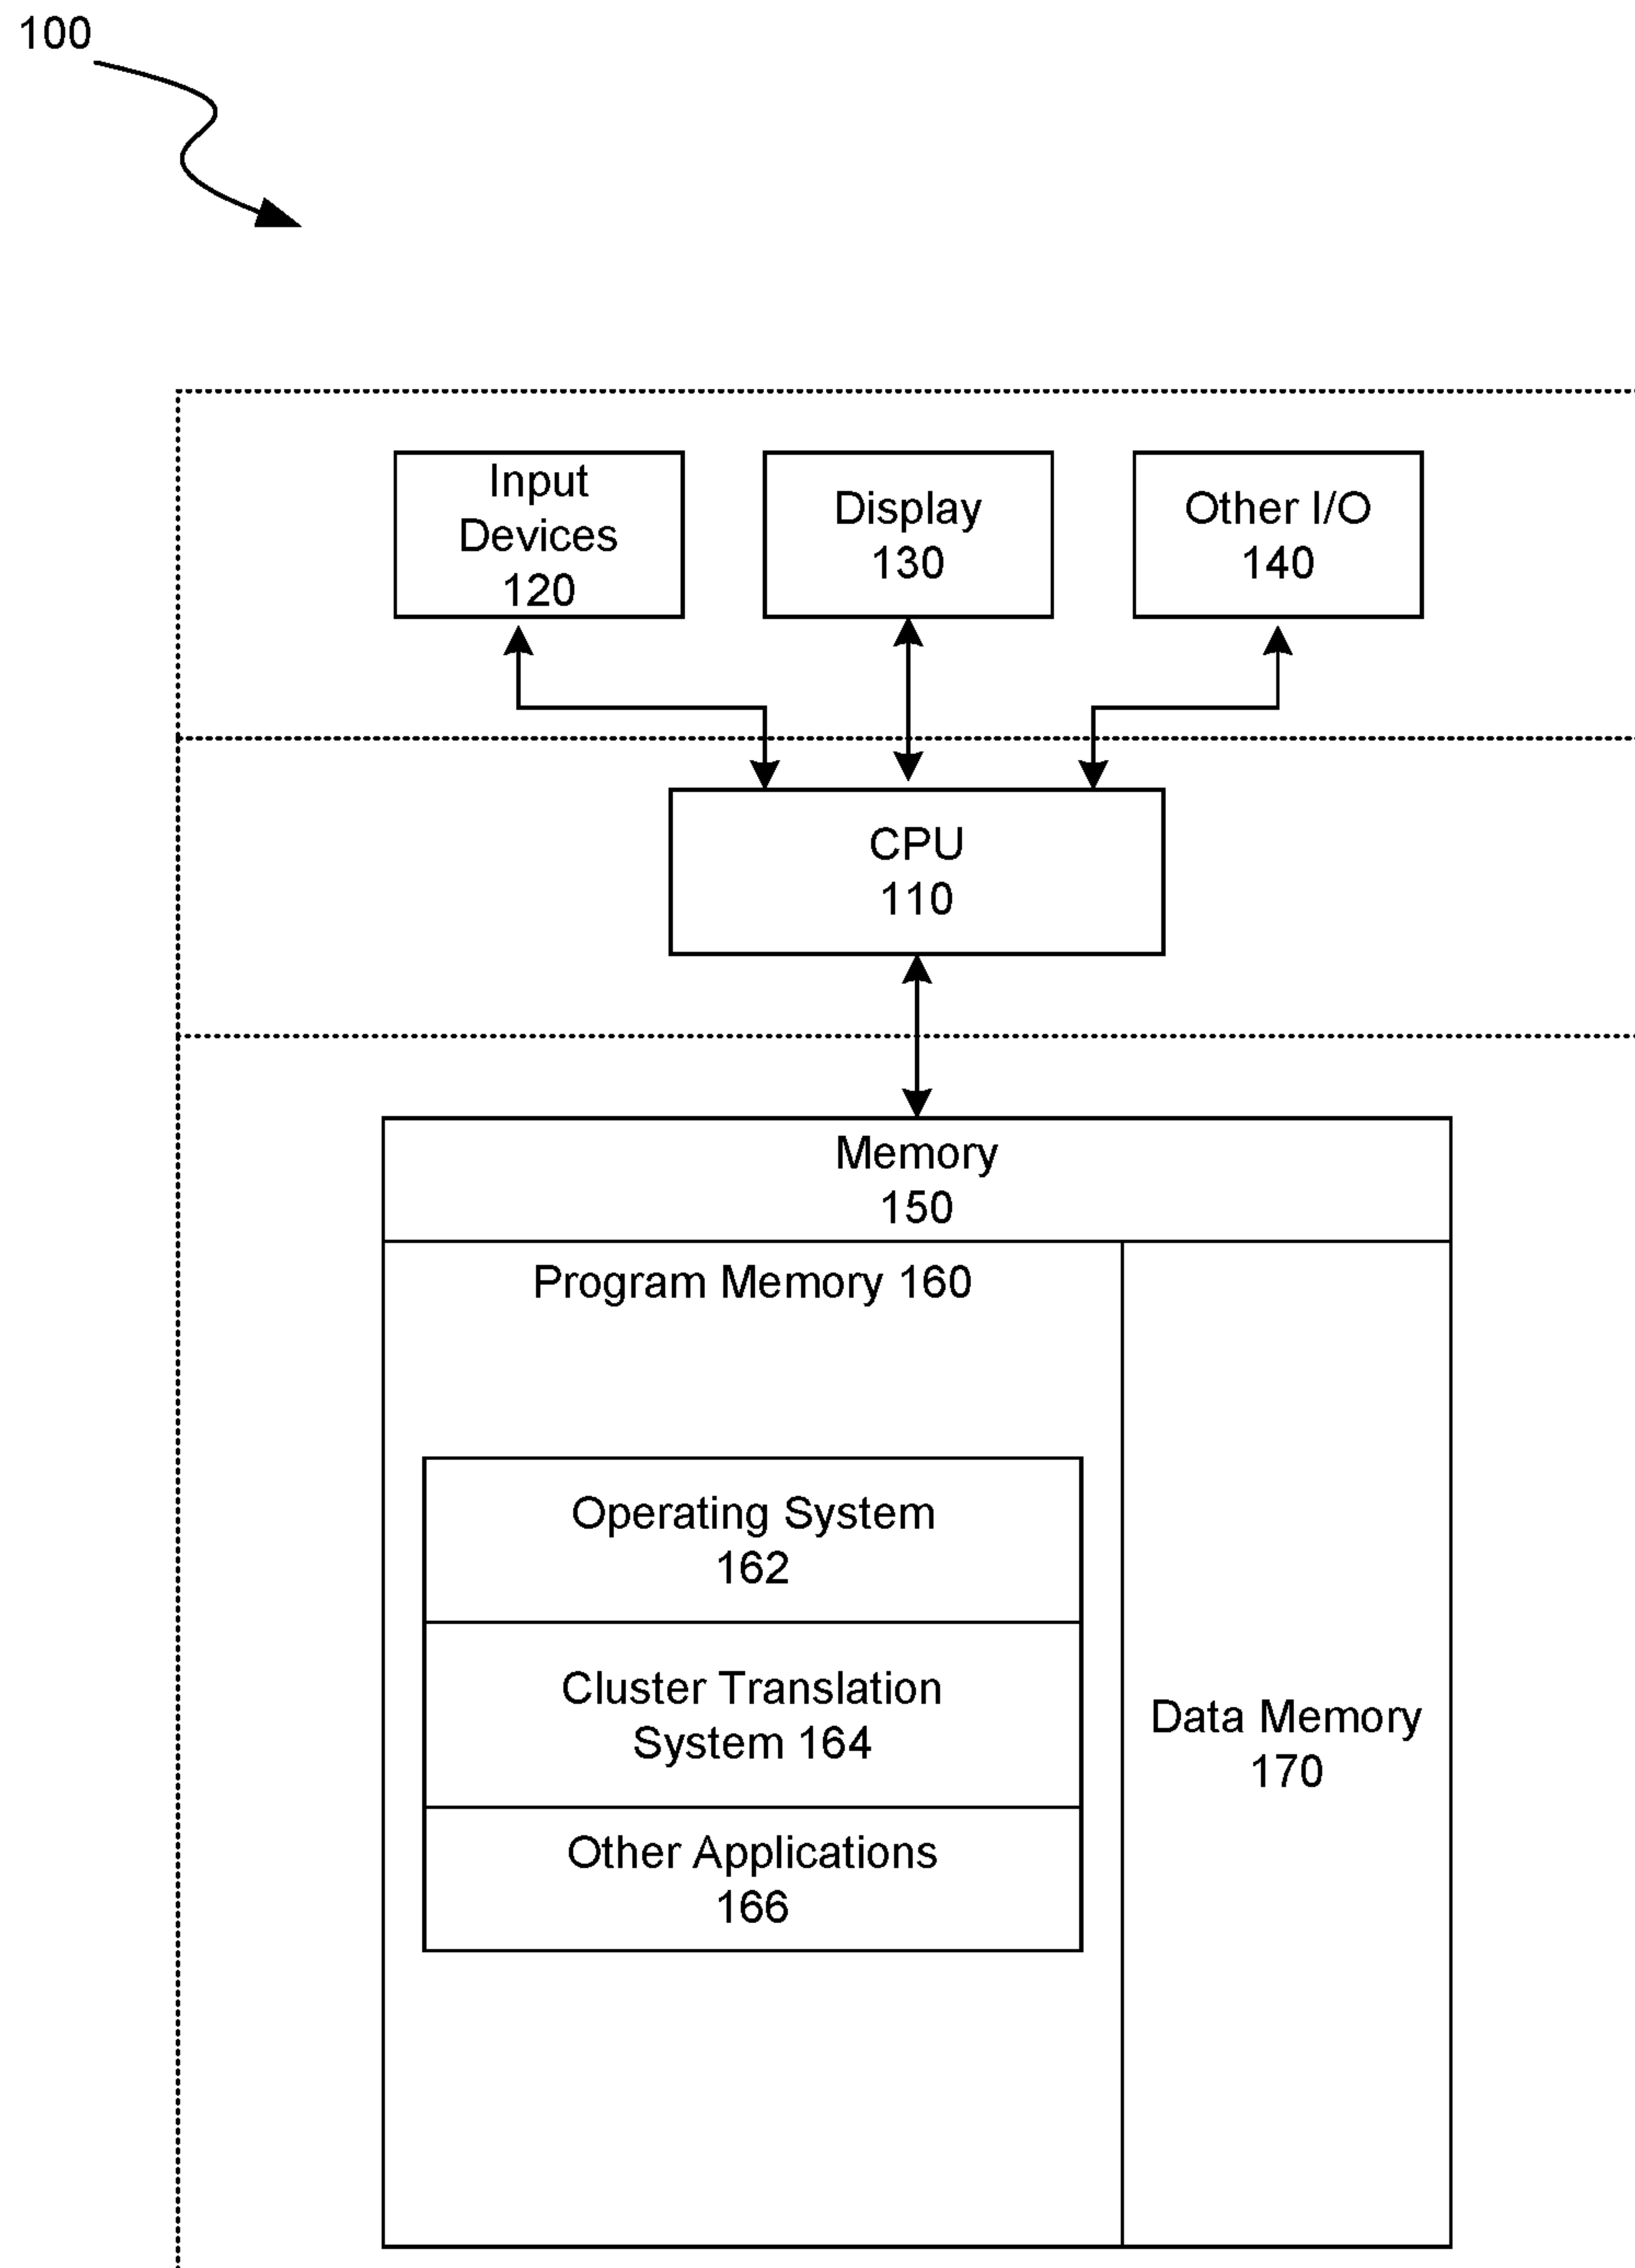 100
Input
Devices
120
Display
130
Other I/O
140
CPU
110
Memory
150
Program Memory 160
Operating System
162
Cluster Translation
System 164
Other Applications
166
Data Memory
170